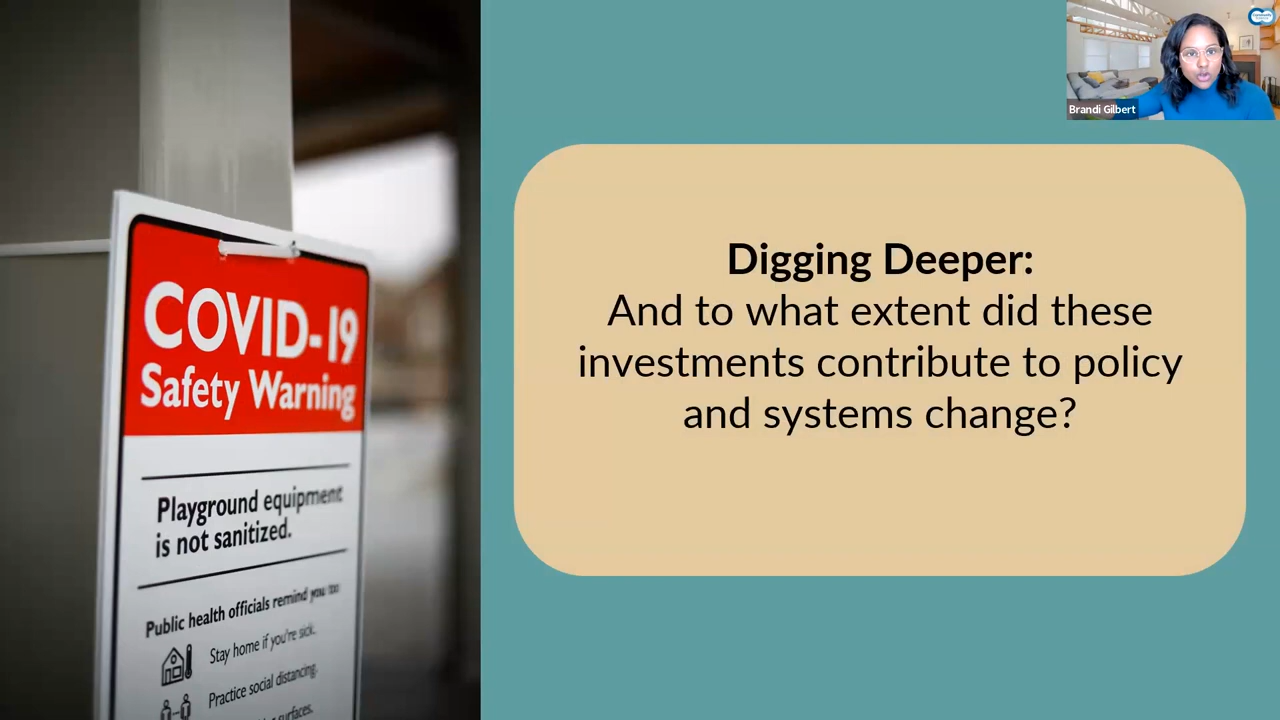 COVID-19
Safety Warning
Playground equipment
is not sanitized.
Public health officials remind you to:
Stay home if you're sick.
Practice social distancing.
surfaces.
Digging Deeper:
And to what extent did these
investments contribute to policy
and systems change?
Brandi Gilbert